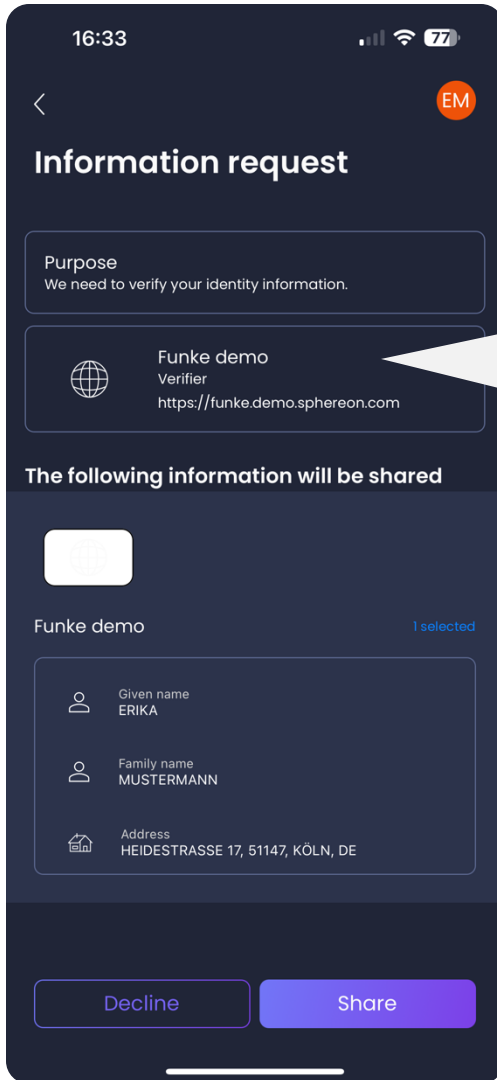 16:33
77
EM
Information request
Purpose
We need to verify your identity information.
Funke demo
Verifier
https://funke.demo.sphereon.com
The following information will be shared
Funke demo
1 selected
Given name
ERIKA
Family name
MUSTERMANN
Address
HEIDESTRASSE 17, 51147, KÖLN, DE
Decline
Share